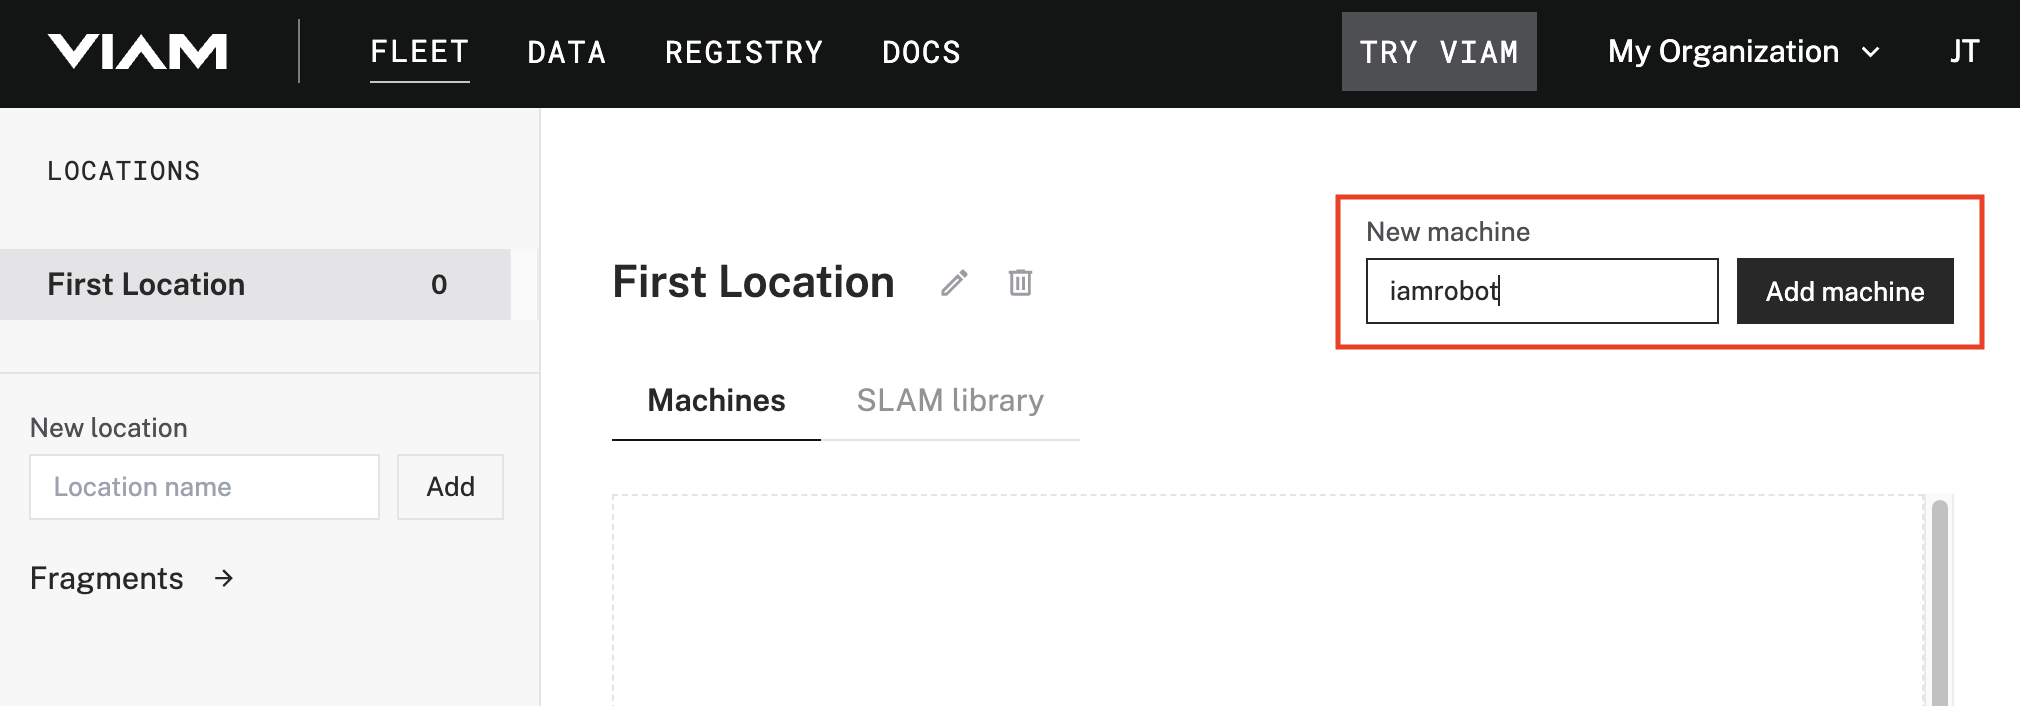 VIAM FLEET DATA REGISTRY DOCS TRY VIAM My Organization JT
LOCATIONS
First Location 0
New location
Location name Add
Fragments →
First Location
New machine
iamrobot Add machine
Machines SLAM library